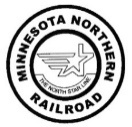 MINNESOTA NORTHERN
THE NORTH STAR LINE
RAILROAD